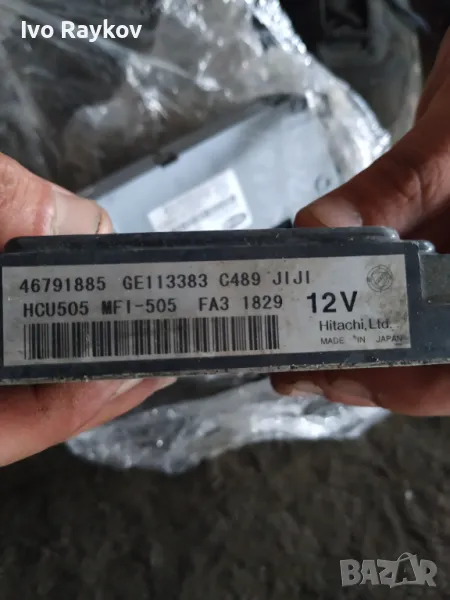 Ivo Raykov
46791885 GE113383 C489 JIJI
HCU505 MFI-505 FA3 1829
12V
Hitachi, Ltd.
MADE IN JAPAN
BAZAR